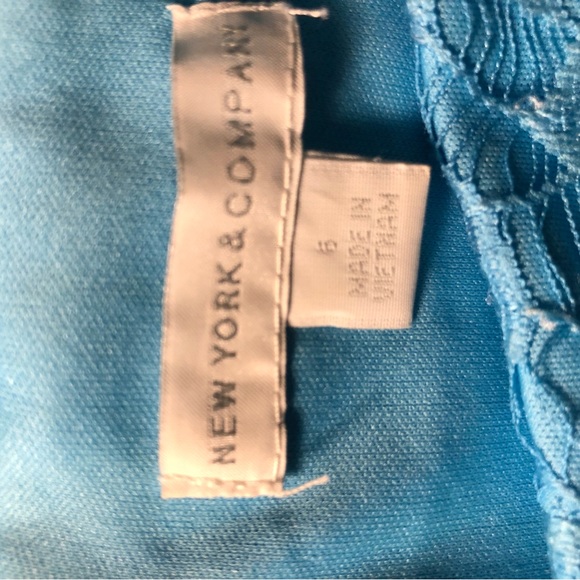 NEW YORK & COMPANY
6
MADE IN
VIETNAM